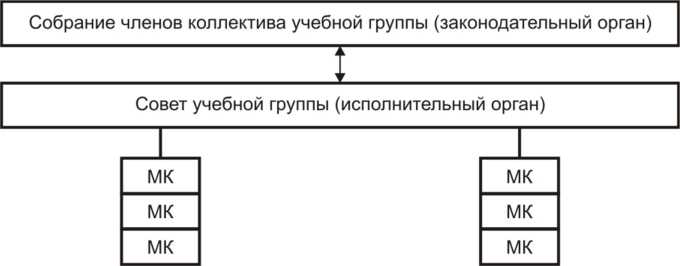 Собрание членов коллектива учебной группы (законодательный орган)
Совет учебной группы (исполнительный орган)
МК МК
МК МК
МК МК